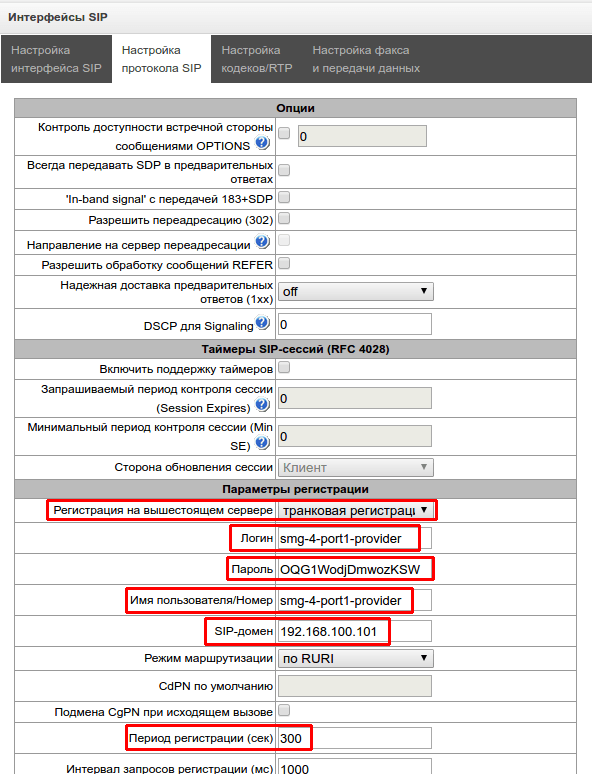 Интерфейсы SIP
Настройка
интерфейса SIP
Настройка
протокола SIP
Настройка
кодеков/RTP
Настройка факса
и передачи данных
Опции
Контроль доступности встречной стороны
сообщениями OPTIONS ?
0
Всегда передавать SDP в предварительных
ответах
'In-band signal' с передачей 183+SDP
Разрешить переадресацию (302)
Направление на сервер переадресации ?
Разрешить обработку сообщений REFER
Надежная доставка предварительных
ответов (1xx)
off
DSCP для Signaling ?
0
Таймеры SIP-сессий (RFC 4028)
Включить поддержку таймеров
Запрашиваемый период контроля сессии
(Session Expires) ?
0
Минимальный период контроля сессии (Min
SE) ?
0
Сторона обновления сессии
Клиент
Параметры регистрации
Регистрация на вышестоящем сервере
транковая регистраци
Логин
smg-4-port1-provider
Пароль
OQG1WodjDmwozKSW
Имя пользователя/Номер
smg-4-port1-provider
SIP-домен
192.168.100.101
Режим маршрутизации
по RURI
CdPN по умолчанию
Подмена CgPN при исходящем вызове
Период регистрации (сек)
300
Интервал запросов регистрации (мс)
1000